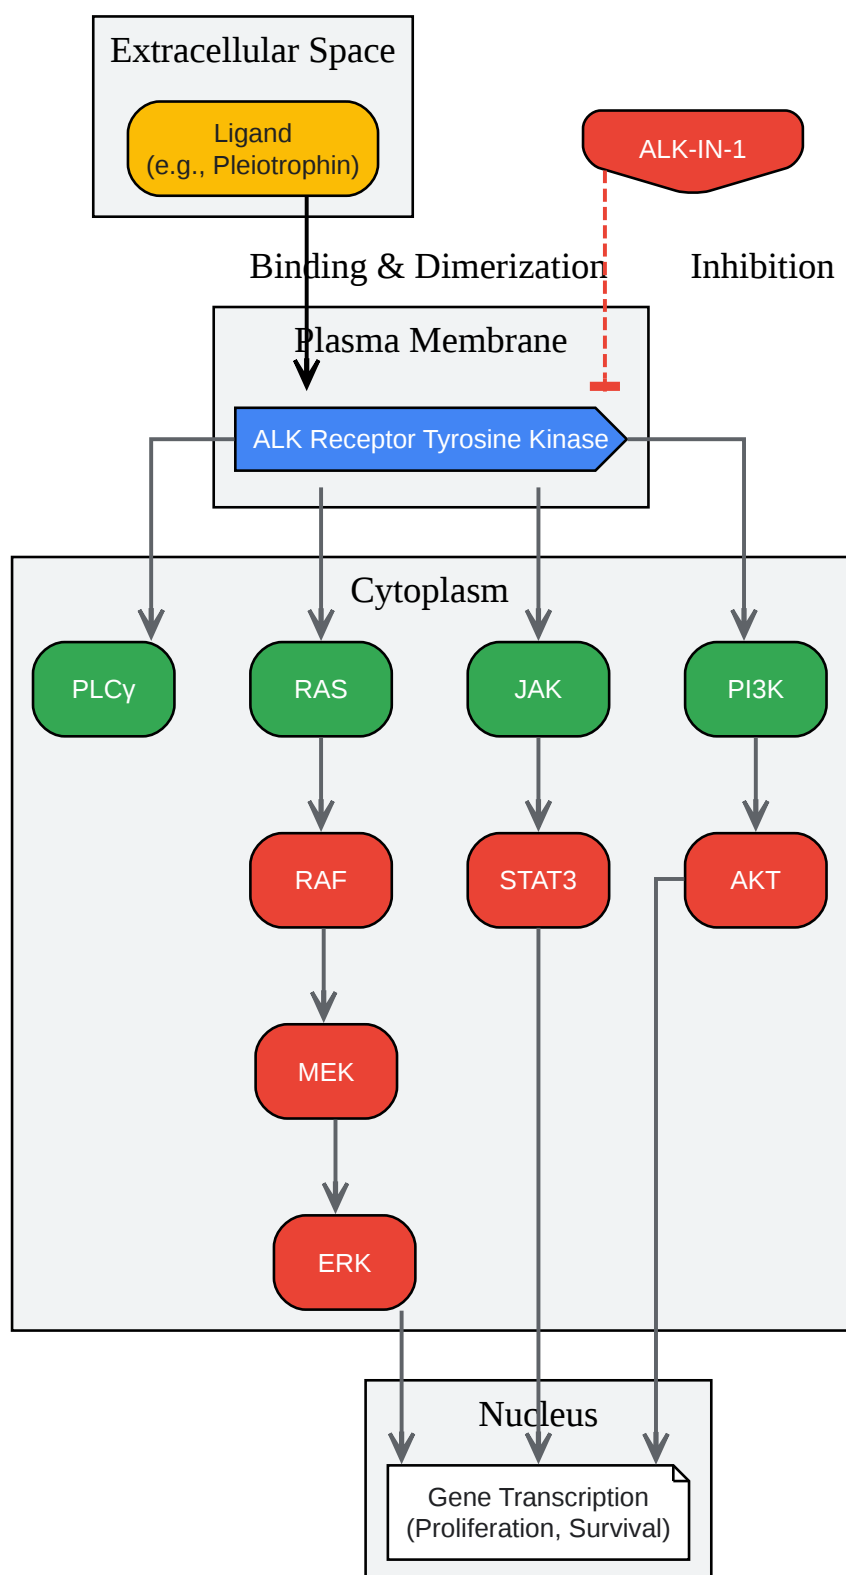 Extracellular Space
Ligand
(e.g., Pleiotrophin)
ALK-IN-1
Binding & Dimerization
Inhibition
Plasma Membrane
ALK Receptor Tyrosine Kinase
Cytoplasm
PLCγ
RAS
JAK
PI3K
RAF
STAT3
AKT
MEK
ERK
Nucleus
Gene Transcription
(Proliferation, Survival)